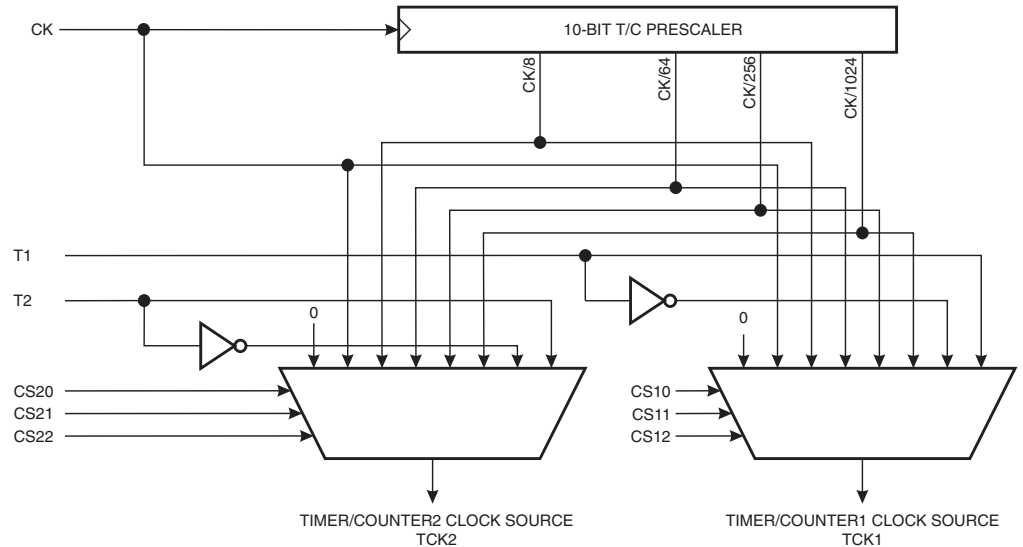 CK
10-BIT T/C PRESCALER
CK/8
CK/64
CK/256
CK/1024
T1
T2
0
0
CS20
CS21
CS22
CS10
CS11
CS12
TIMER/COUNTER2 CLOCK SOURCE
TCK2
TIMER/COUNTER1 CLOCK SOURCE
TCK1